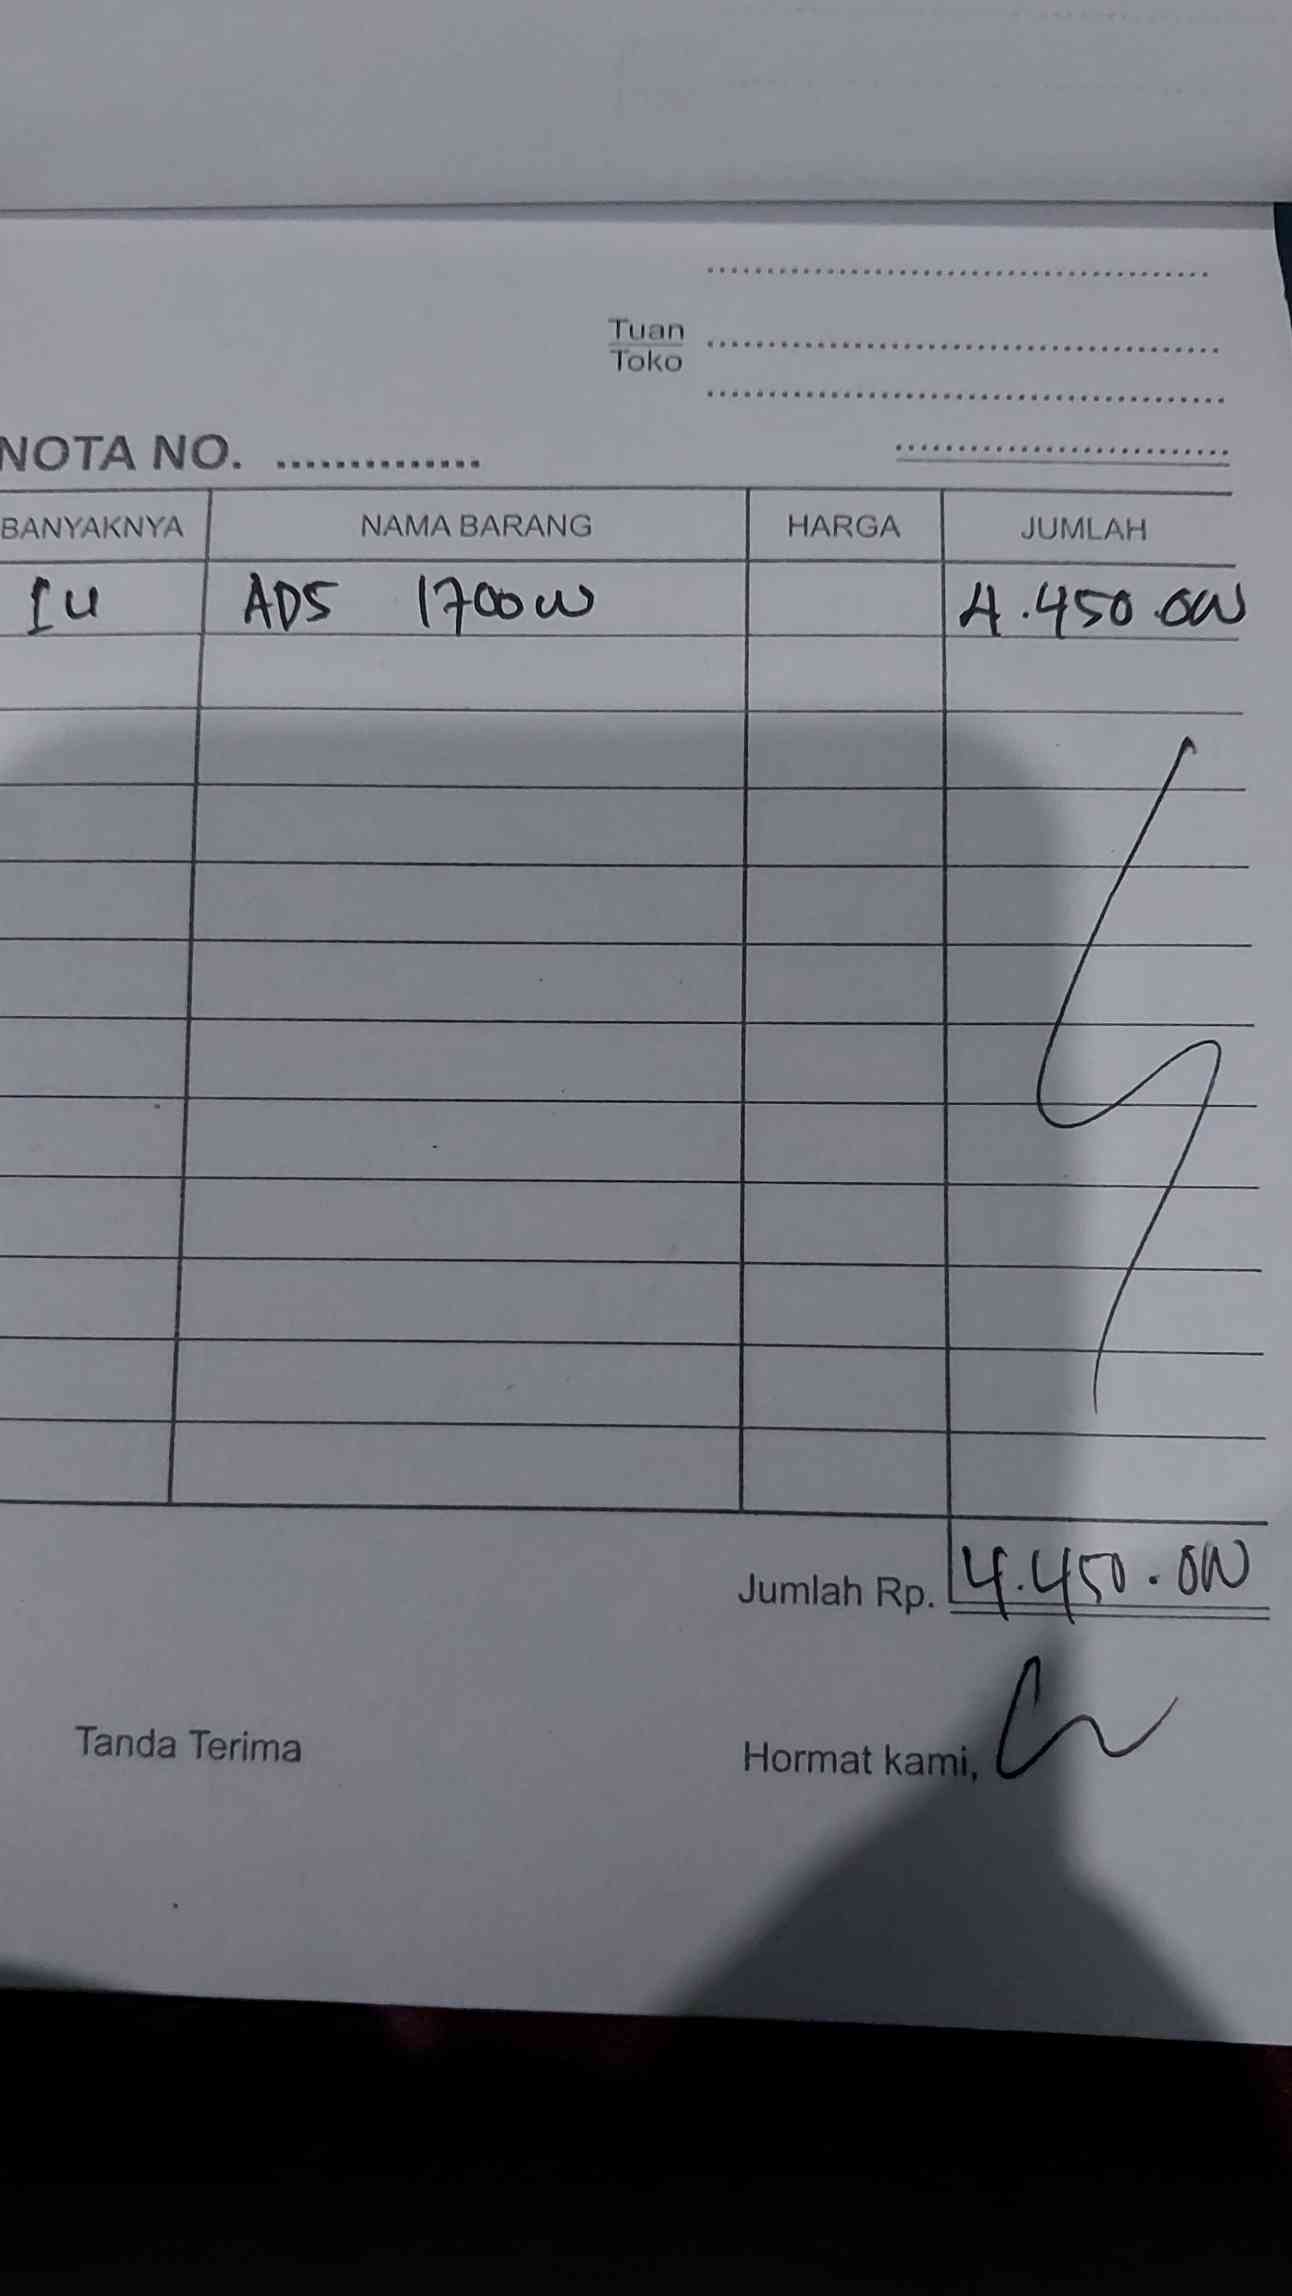 Tuan
Toko
NOTA NO. ..............
BANYAKNYA NAMA BARANG HARGA JUMLAH
1 u ADS 1700W 4.450.000
Jumlah Rp. 4.450.000
Tanda Terima Hormat kami,